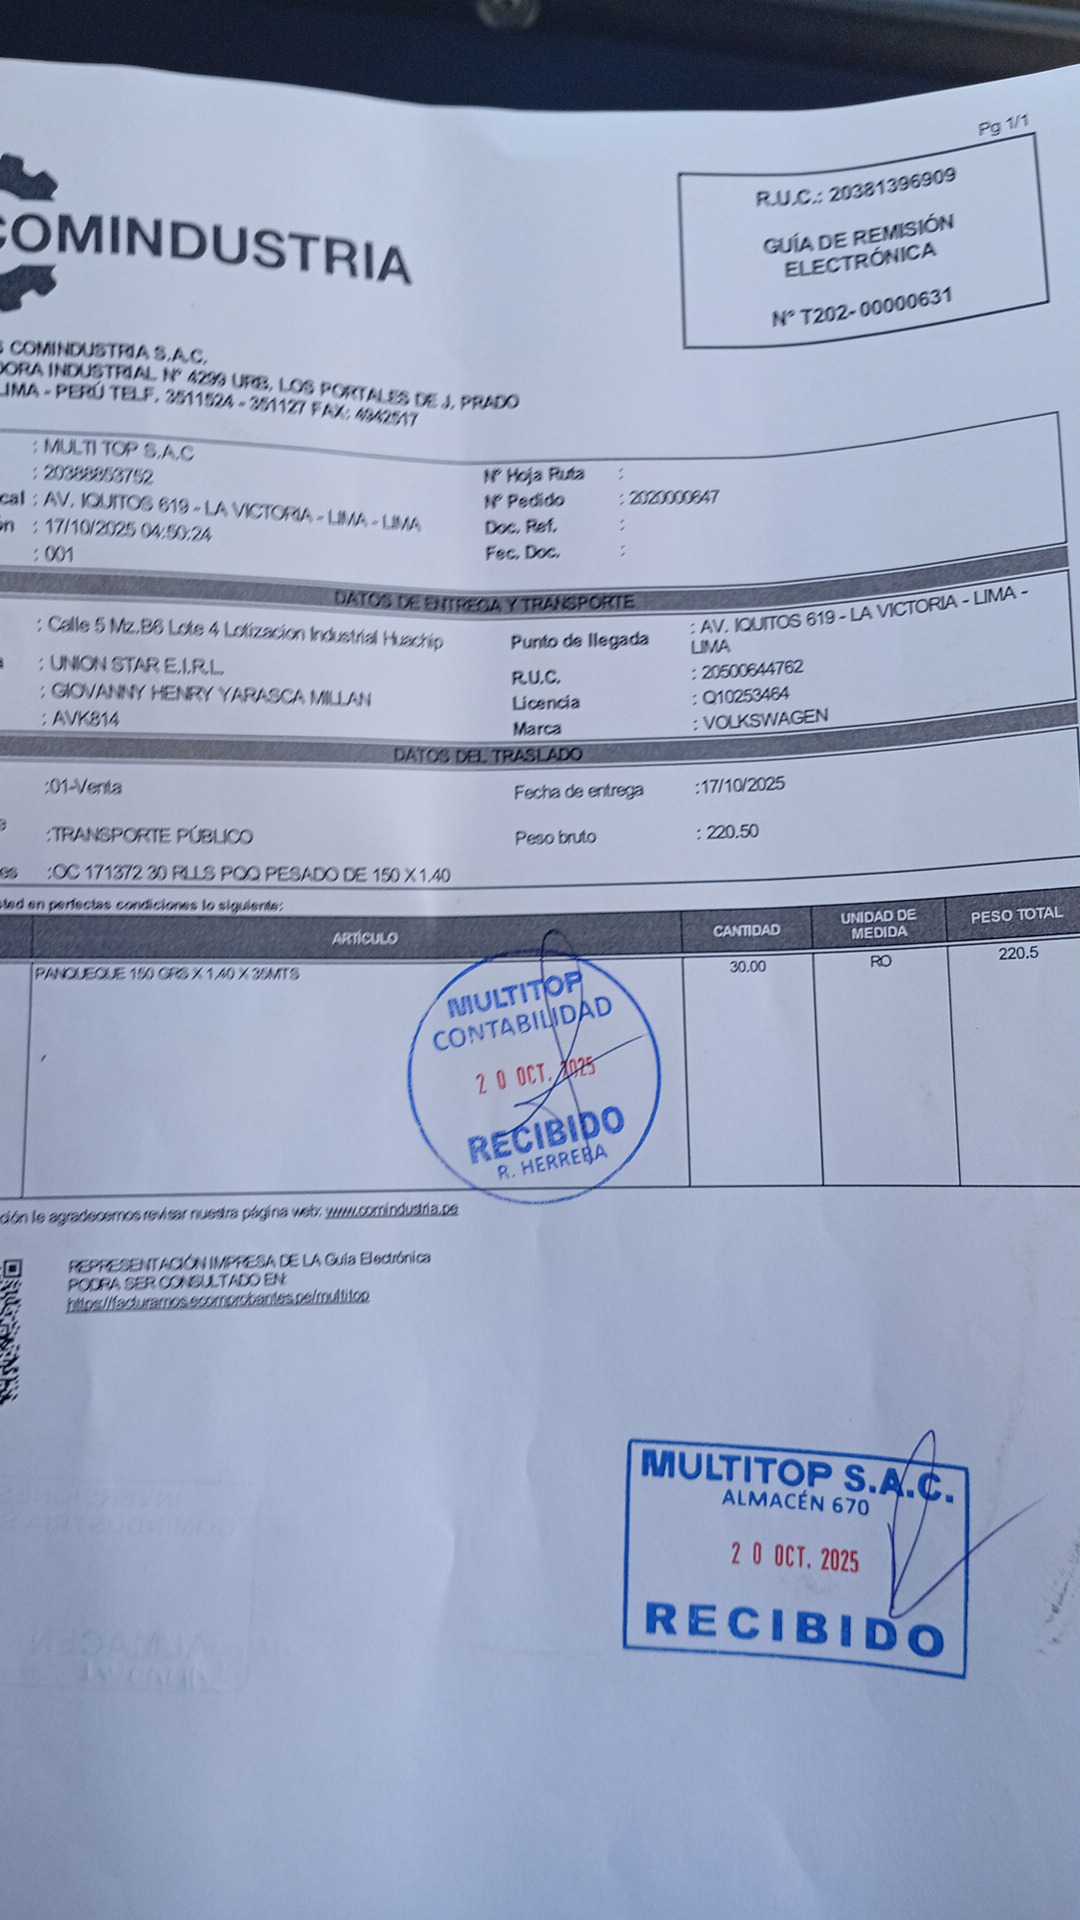 Pg 1/1
COMINDUSTRIA
R.U.C.: 20381396909
GUÍA DE REMISIÓN
ELECTRÓNICA
N° T202- 00000631
COMINDUSTRIA S.A.C.
DORA INDUSTRIAL N° 4299 URB. LOS PORTALES DE J. PRADO
LIMA - PERÚ TELF. 3511524 - 351127 FAX: 4942517
: MULTI TOP S.A.C
: 20388853752
N° Hoja Ruta :
cal : AV. IQUITOS 619 - LA VICTORIA - LIMA - LIMA
N° Pedido : 2020000647
ón : 17/10/2025 04:50:24
Doc. Ref. :
: 001
Fec. Doc. :
DATOS DE ENTREGA Y TRANSPORTE
: Calle 5 Mz.B6 Lote 4 Lotizacion Industrial Huachip
Punto de llegada : AV. IQUITOS 619 - LA VICTORIA - LIMA -
LIMA
: UNION STAR E.I.R.L.
R.U.C. : 20500644762
: GIOVANNY HENRY YARASCA MILLAN
Licencia : Q10253464
: AVK814
Marca : VOLKSWAGEN
DATOS DEL TRASLADO
:01-Venta
Fecha de entrega :17/10/2025
:TRANSPORTE PÚBLICO
Peso bruto : 220.50
es :OC 171372 30 RLLS PQQ PESADO DE 150 X 1.40
sted en perfectas condiciones lo siguiente:
ARTÍCULO CANTIDAD UNIDAD DE MEDIDA PESO TOTAL
PANQUEQUE 150 GRS X 1.40 X 35MTS 30.00 RO 220.5
MULTITOP
CONTABILIDAD
20 OCT. 2025
RECIBIDO
R. HERRERA
ción le agradecemos revisar nuestra página web: www.comindustria.pe
REPRESENTACIÓN IMPRESA DE LA Guía Electrónica
PODRA SER CONSULTADO EN:
https://facturamos.ecomprobantes.pe/multitop
MULTITOP S.A.C.
ALMACÉN 670
20 OCT. 2025
RECIBIDO